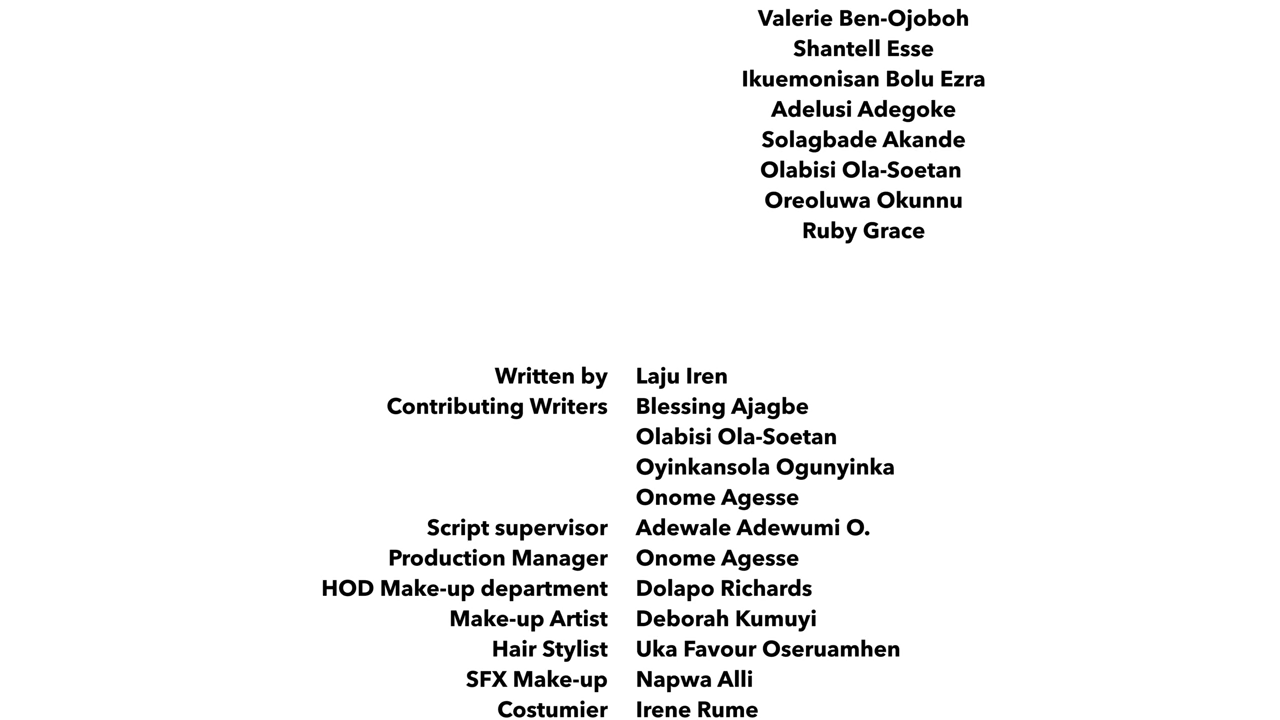 Valerie Ben-Ojoboh
Shantell Esse
Ikuemonisan Bolu Ezra
Adelusi Adegoke
Solagbade Akande
Olabisi Ola-Soetan
Oreoluwa Okunnu
Ruby Grace
Written by Laju Iren
Contributing Writers Blessing Ajagbe
Olabisi Ola-Soetan
Oyinkansola Ogunyinka
Onome Agesse
Script supervisor Adewale Adewumi O.
Production Manager Onome Agesse
HOD Make-up department Dolapo Richards
Make-up Artist Deborah Kumuyi
Hair Stylist Uka Favour Oseruamhen
SFX Make-up Napwa Alli
Costumier Irene Rume